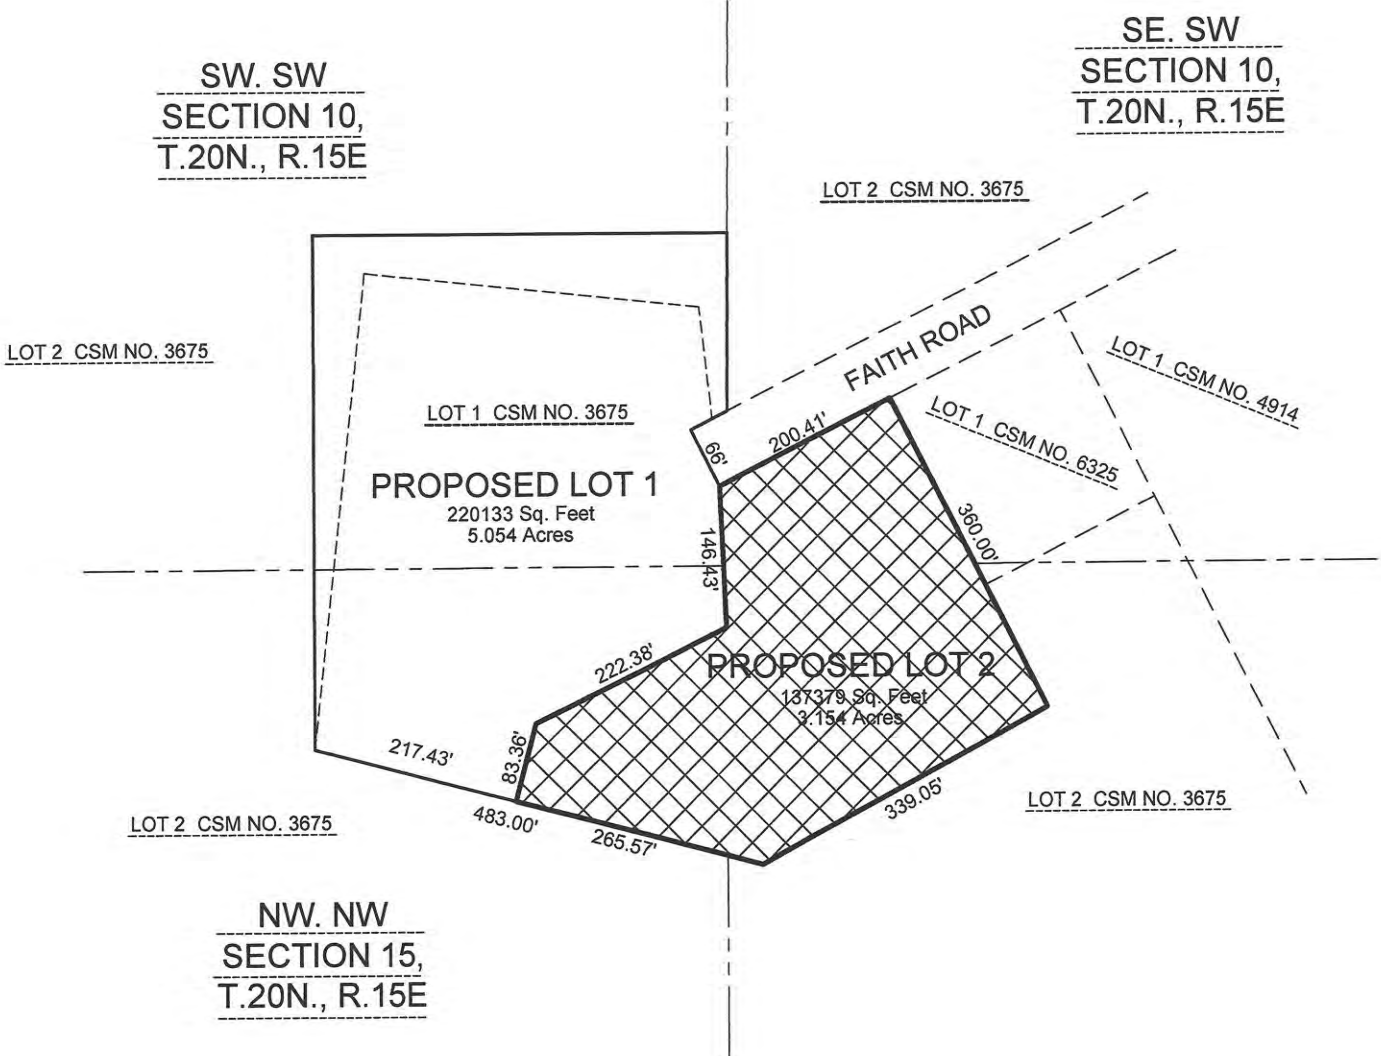 SE. SW
SECTION 10,
T.20N., R.15E
SW. SW
SECTION 10,
T.20N., R.15E
LOT 2 CSM NO. 3675
FAITH ROAD
LOT 2 CSM NO. 3675
LOT 1 CSM NO. 4914
LOT 1 CSM NO. 3675
LOT 1 CSM NO. 6325
200.41'
66'
PROPOSED LOT 1
220133 Sq. Feet
5.054 Acres
146.43'
360.00'
222.38'
PROPOSED LOT 2
137379 Sq. Feet
3.154 Acres
217.43'
83.36'
339.05'
LOT 2 CSM NO. 3675
LOT 2 CSM NO. 3675
483.00'
265.57'
NW. NW
SECTION 15,
T.20N., R.15E